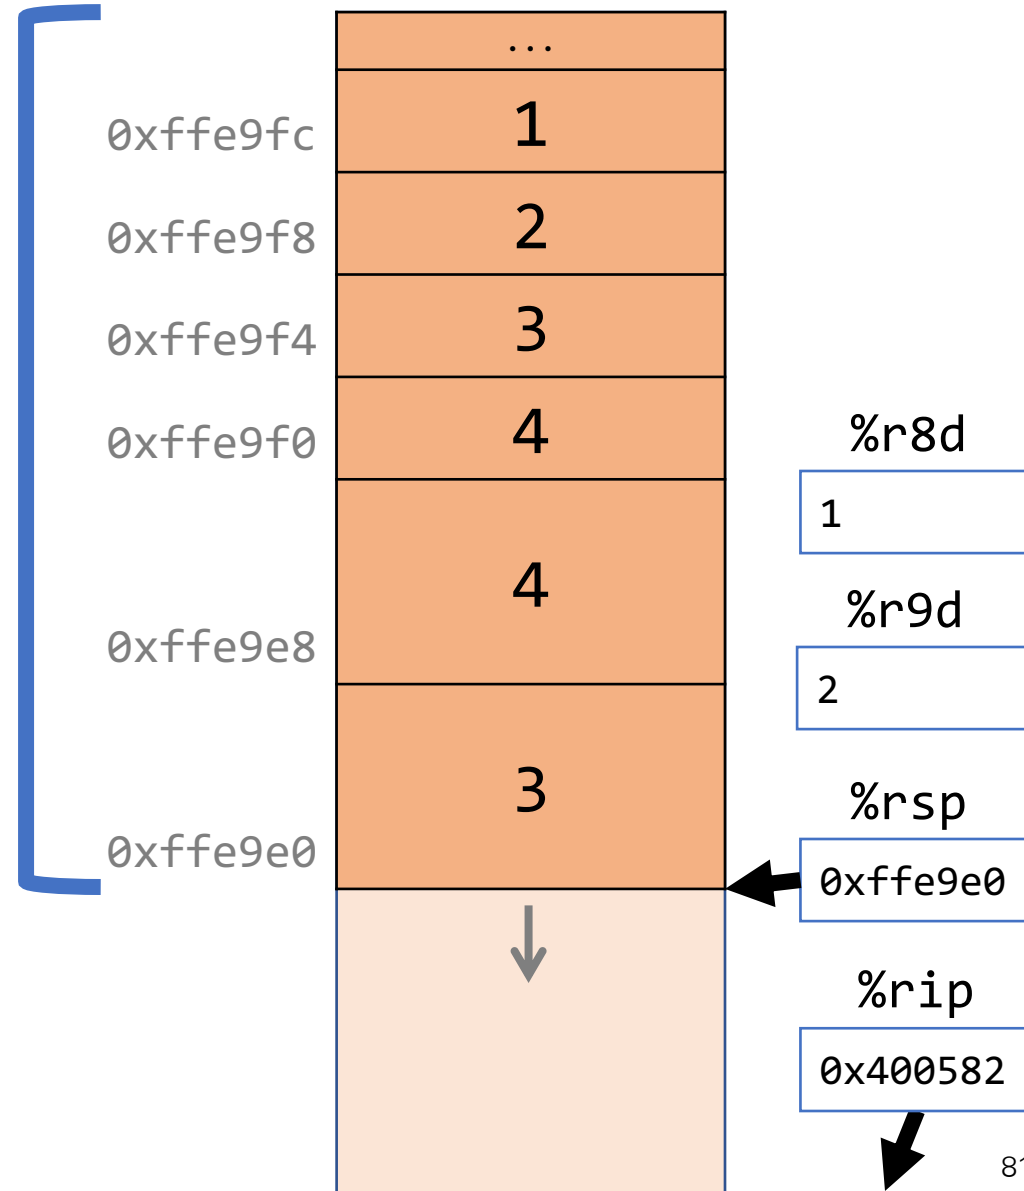 ...
0xffe9fc 1
0xffe9f8 2
0xffe9f4 3
0xffe9f0 4
0xffe9e8 4
0xffe9e0 3
%r8d
1
%r9d
2
%rsp
0xffe9e0
%rip
0x400582